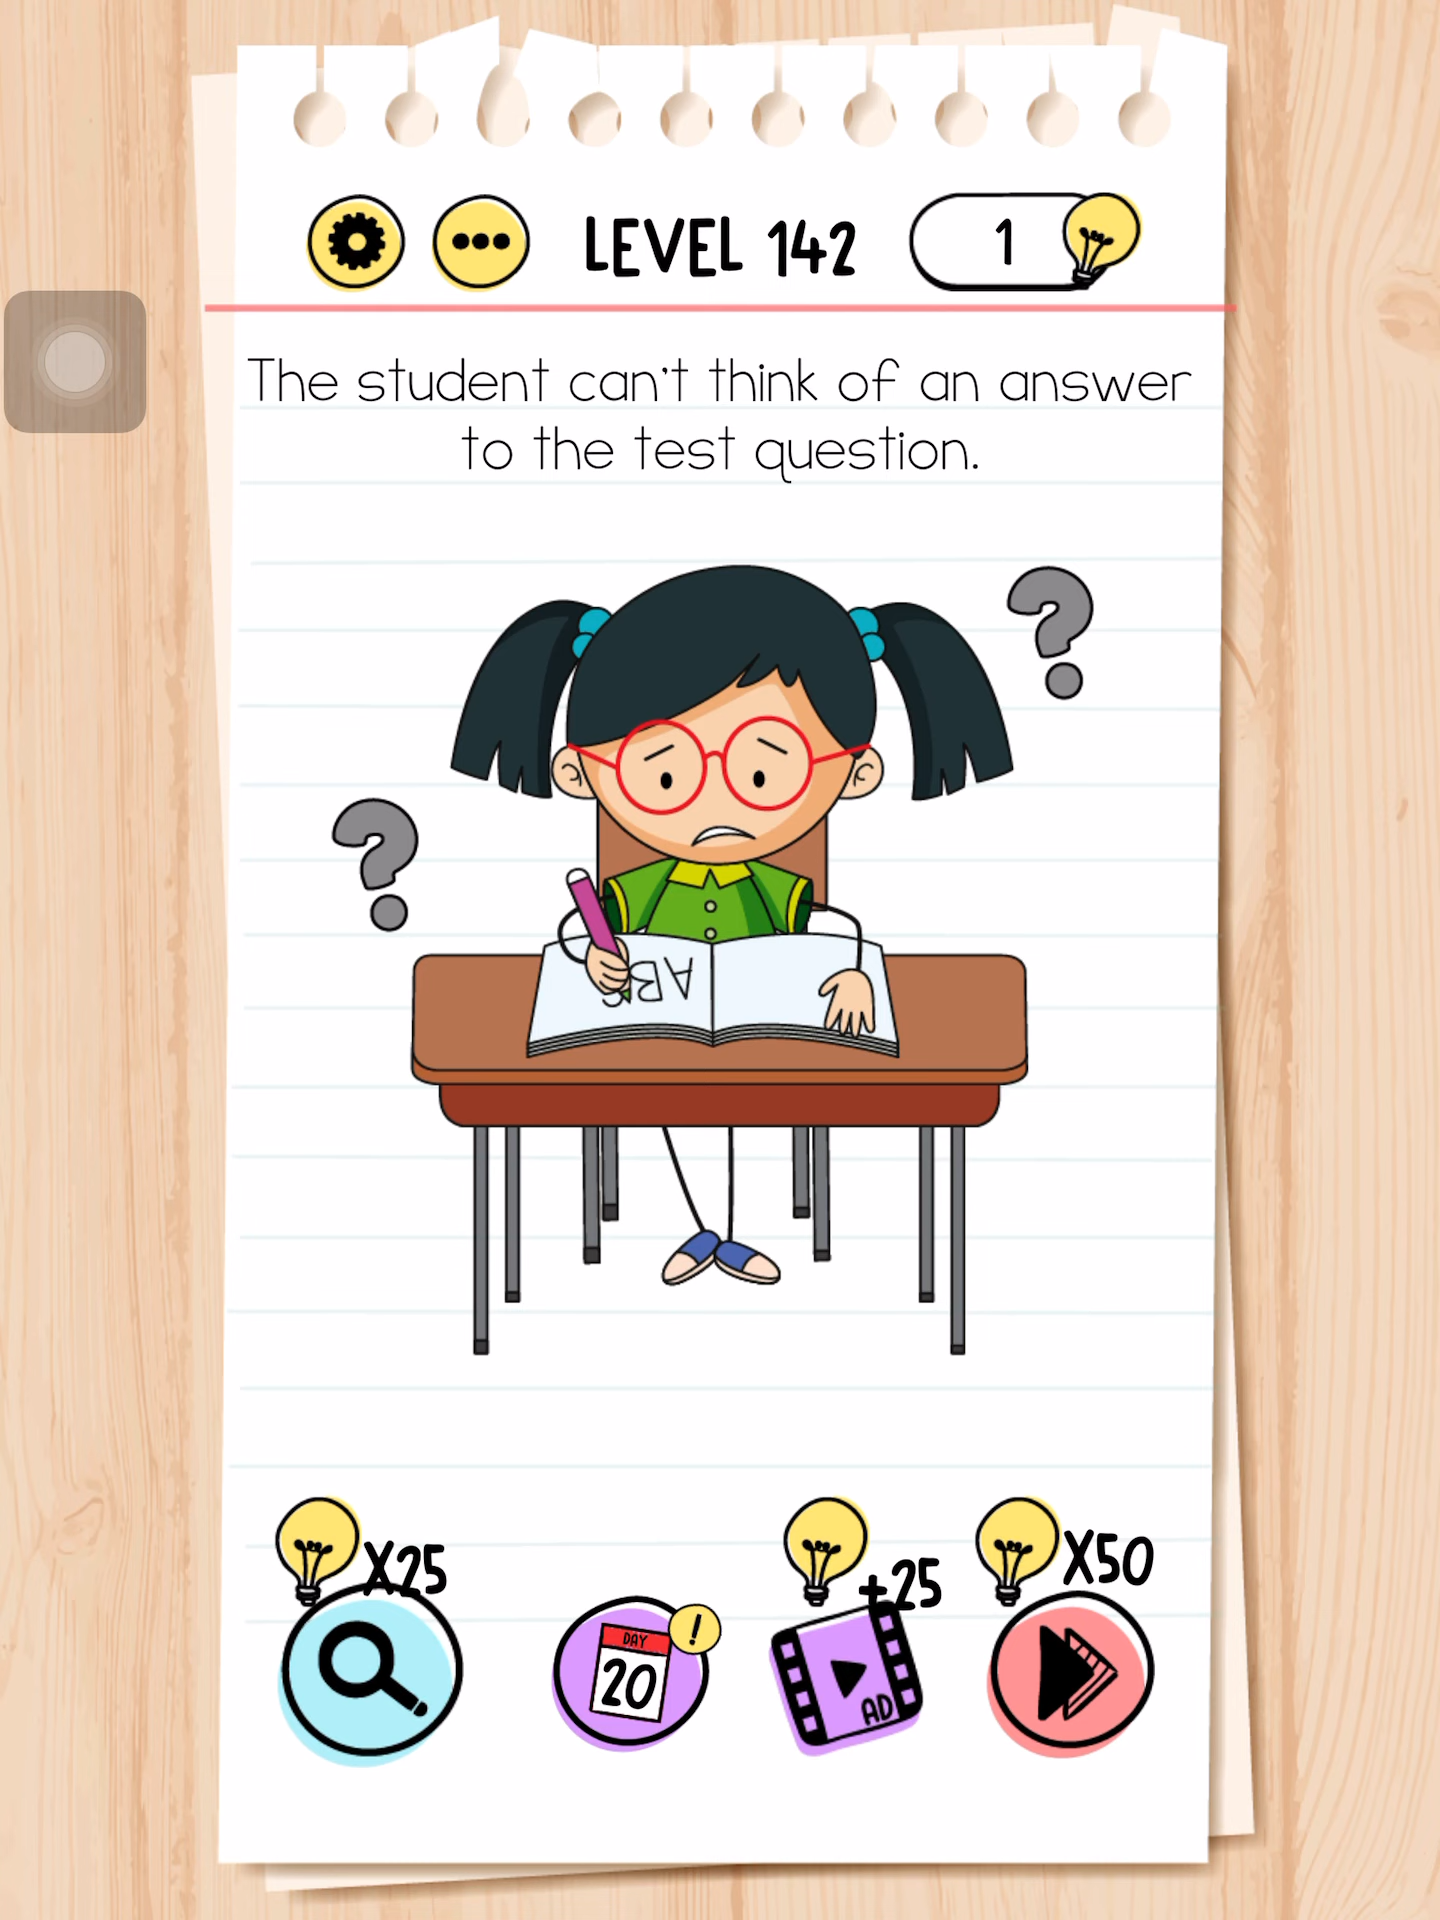 LEVEL 142
1
The student can't think of an answer
to the test question.
? 
?
ABC
X25
+25
X50
DAY
20
!
AD